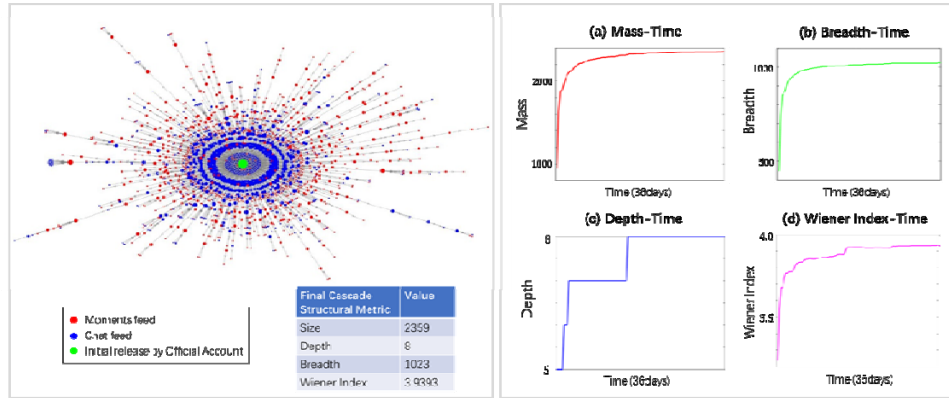 Moments feed
Chat feed
Initial release by Official Account
Final Cascade Structural Metric Value
Size 2359
Depth 8
Breadth 1023
Wiener Index 3.9393
(a) Mass-Time
Mass
2000
1000
Time (36days)
(b) Breadth-Time
Breadth
1000
500
Time (36days)
(c) Depth-Time
Depth
8
5
Time (36days)
(d) Wiener Index-Time
Wiener Index
4.0
3.5
Time (35days)